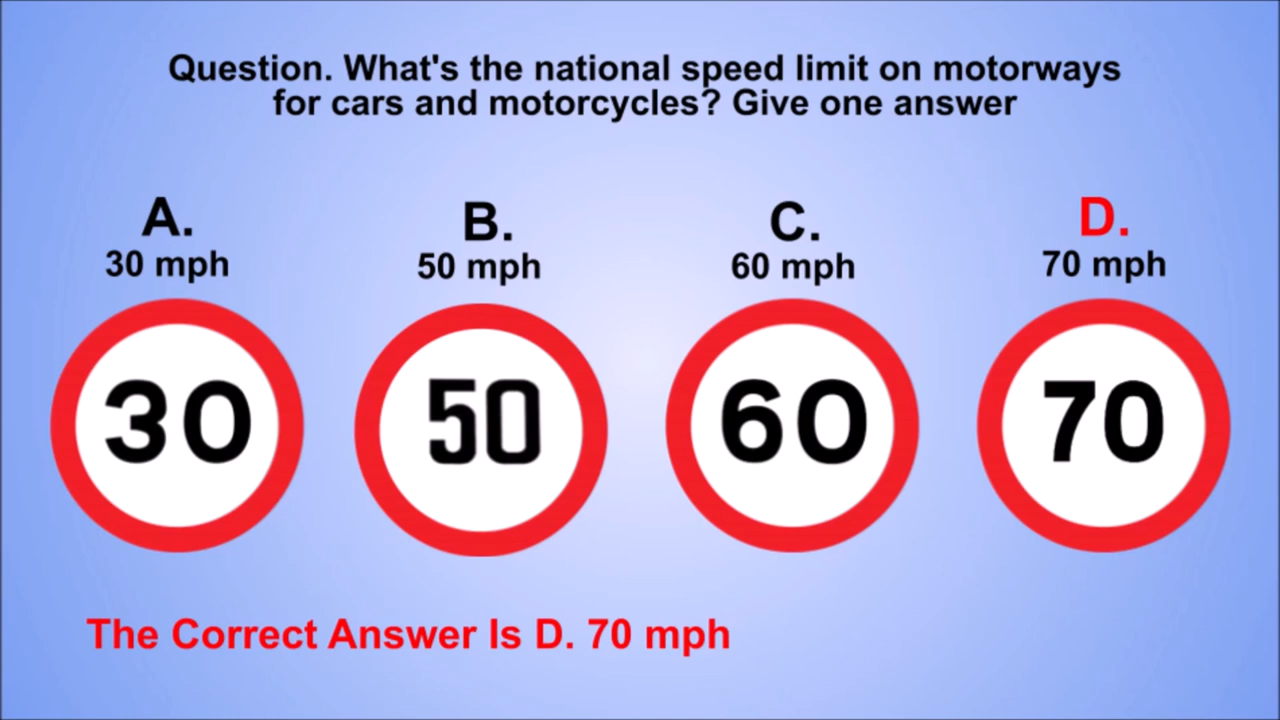 Question. What's the national speed limit on motorways
for cars and motorcycles? Give one answer
A.
30 mph
30
B.
50 mph
50
C.
60 mph
60
D.
70 mph
70
The Correct Answer Is D. 70 mph